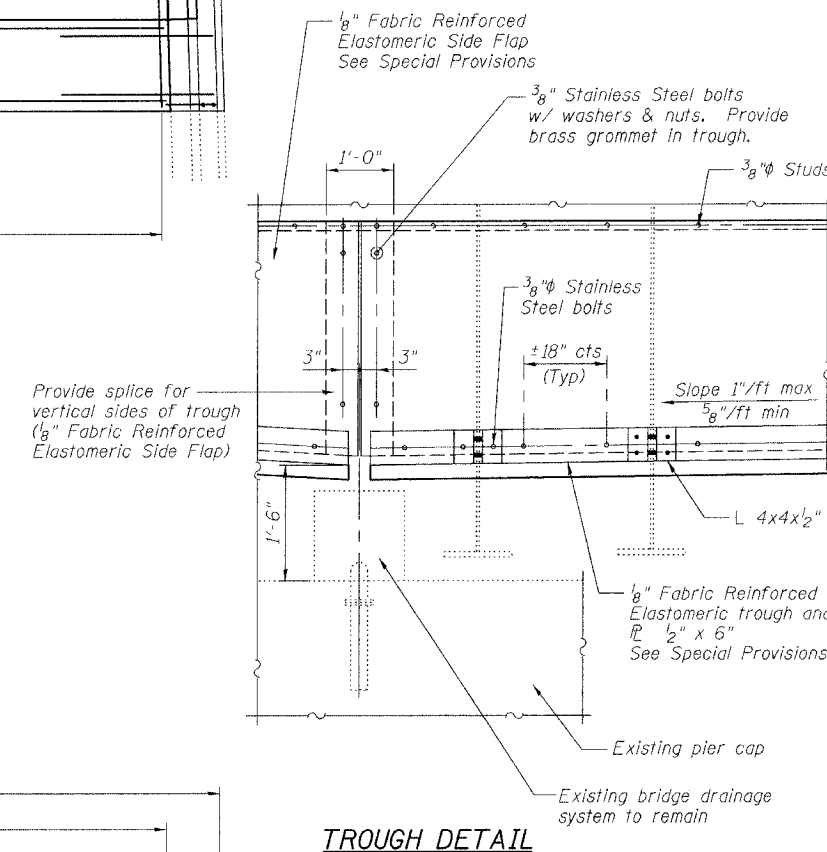 1/8" Fabric Reinforced
Elastomeric Side Flap
See Special Provisions
3/8" Stainless Steel bolts
w/ washers & nuts. Provide
brass grommet in trough.
1'-0"
3/8"ϕ Studs
3/8"ϕ Stainless
Steel bolts
3"
3"
±18" cts
(Typ)
Slope 1"/ft max
5/8"/ft min
Provide splice for
vertical sides of trough
(1/8" Fabric Reinforced
Elastomeric Side Flap)
1'-6"
L 4x4x1/2"
1/8" Fabric Reinforced
Elastomeric trough and
PL 1/2" x 6"
See Special Provisions
Existing pier cap
Existing bridge drainage
system to remain
TROUGH DETAIL